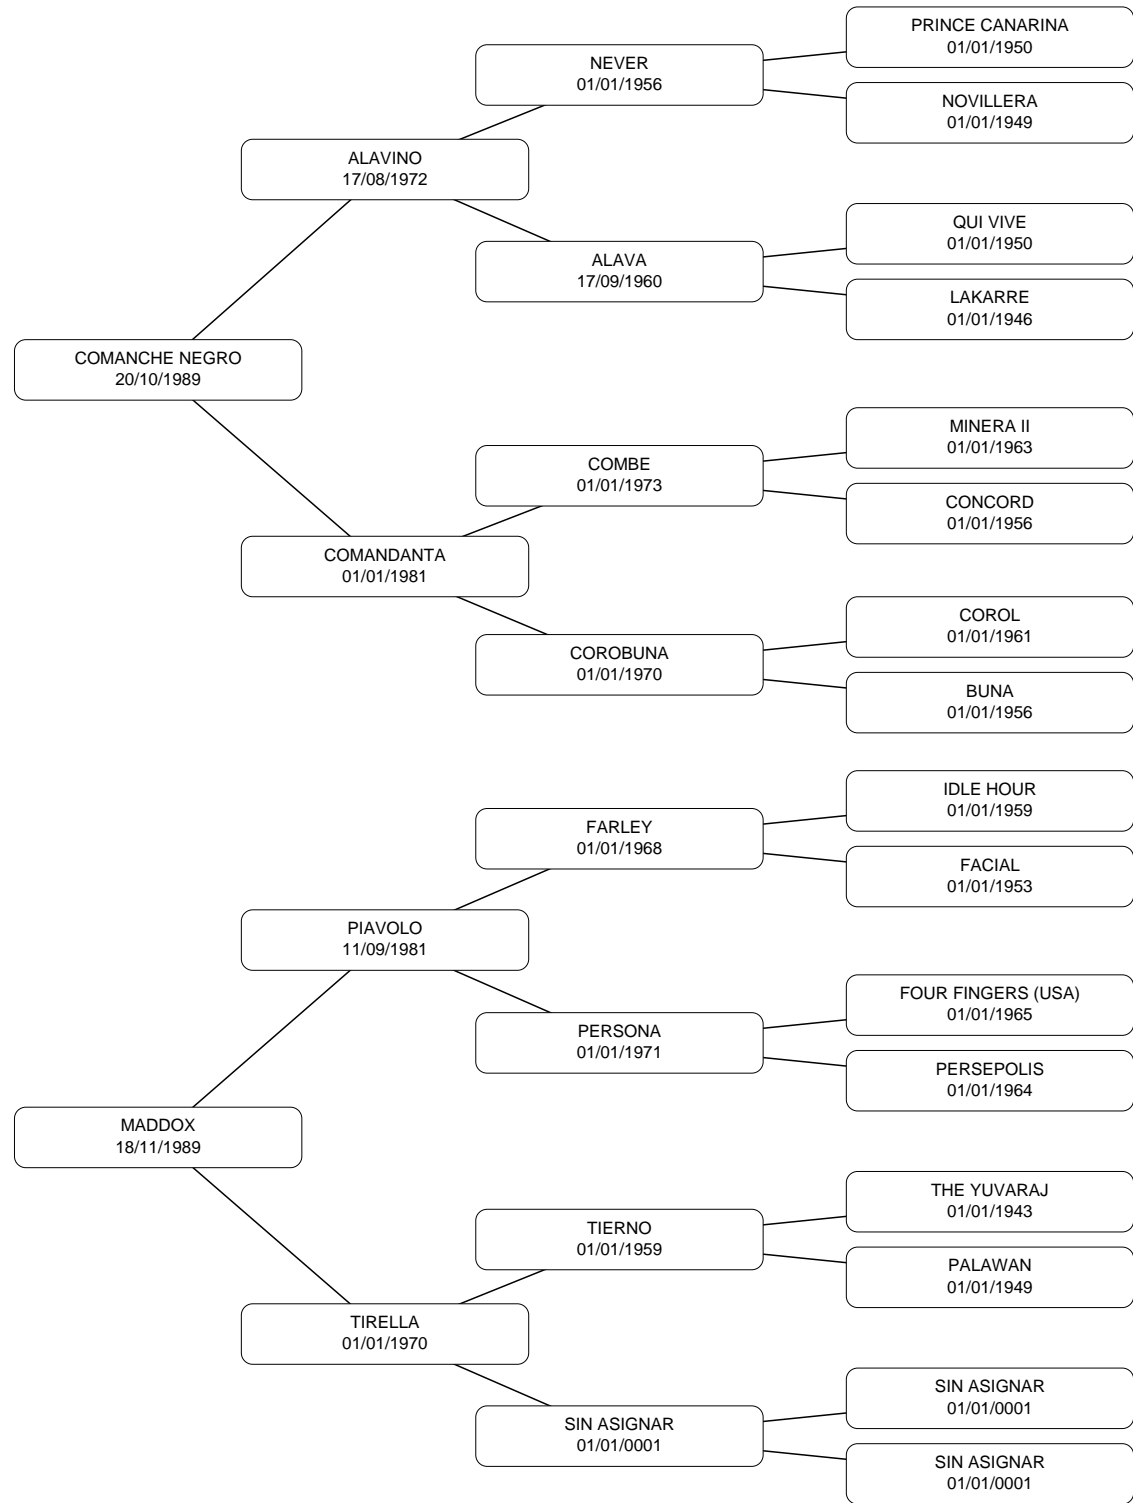 PRINCE CANARINA
01/01/1950
NEVER
01/01/1956
NOVILLERA
01/01/1949
ALAVINO
17/08/1972
QUI VIVE
01/01/1950
ALAVA
17/09/1960
LAKARRE
01/01/1946
COMANCHE NEGRO
20/10/1989
MINERA II
01/01/1963
COMBE
01/01/1973
CONCORD
01/01/1956
COMANDANTA
01/01/1981
COROL
01/01/1961
COROBUNA
01/01/1970
BUNA
01/01/1956
IDLE HOUR
01/01/1959
FARLEY
01/01/1968
FACIAL
01/01/1953
PIAVOLO
11/09/1981
FOUR FINGERS (USA)
01/01/1965
PERSONA
01/01/1971
PERSEPOLIS
01/01/1964
MADDOX
18/11/1989
THE YUVARAJ
01/01/1943
TIERNO
01/01/1959
PALAWAN
01/01/1949
TIRELLA
01/01/1970
SIN ASIGNAR
01/01/0001
SIN ASIGNAR
01/01/0001
SIN ASIGNAR
01/01/0001